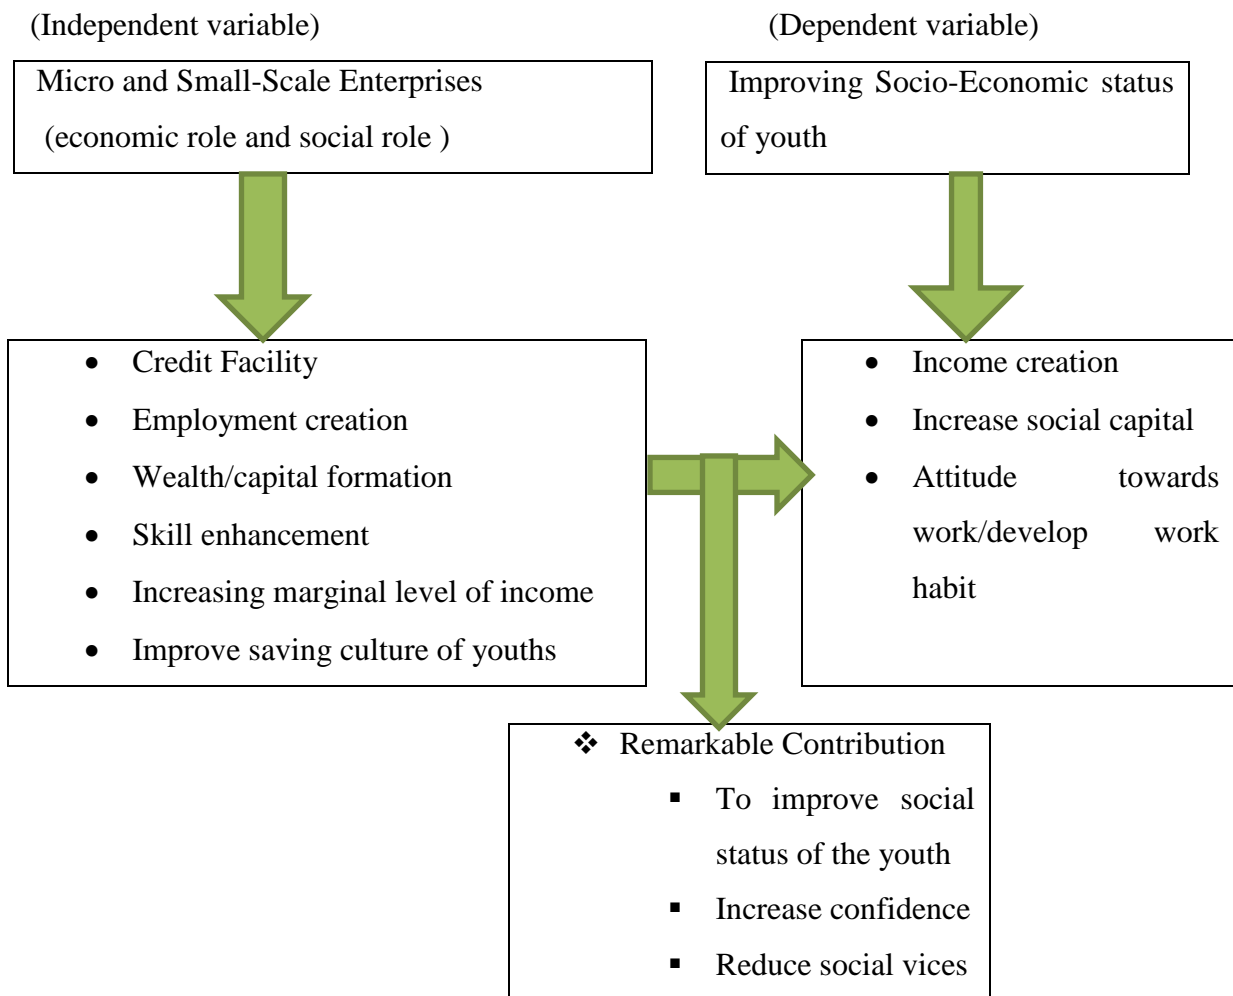 (Independent variable)
(Dependent variable)
Micro and Small-Scale Enterprises
(economic role and social role )
Improving Socio-Economic status
of youth
• Credit Facility
• Employment creation
• Wealth/capital formation
• Skill enhancement
• Increasing marginal level of income
• Improve saving culture of youths
• Income creation
• Increase social capital
• Attitude towards
work/develop work
habit
❖ Remarkable Contribution
▪ To improve social
status of the youth
▪ Increase confidence
▪ Reduce social vices